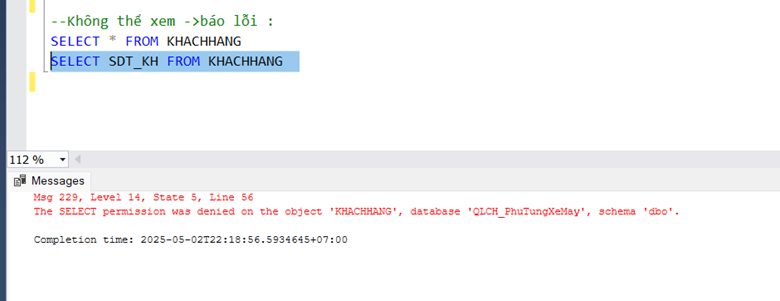 --Không thể xem ->báo lỗi :
SELECT * FROM KHACHHANG
SELECT SDT_KH FROM KHACHHANG
112 %
Messages
Msg 229, Level 14, State 5, Line 56
The SELECT permission was denied on the object 'KHACHHANG', database 'QLCH_PhuTungXeMay', schema 'dbo'.
Completion time: 2025-05-02T22:18:56.5934645+07:00